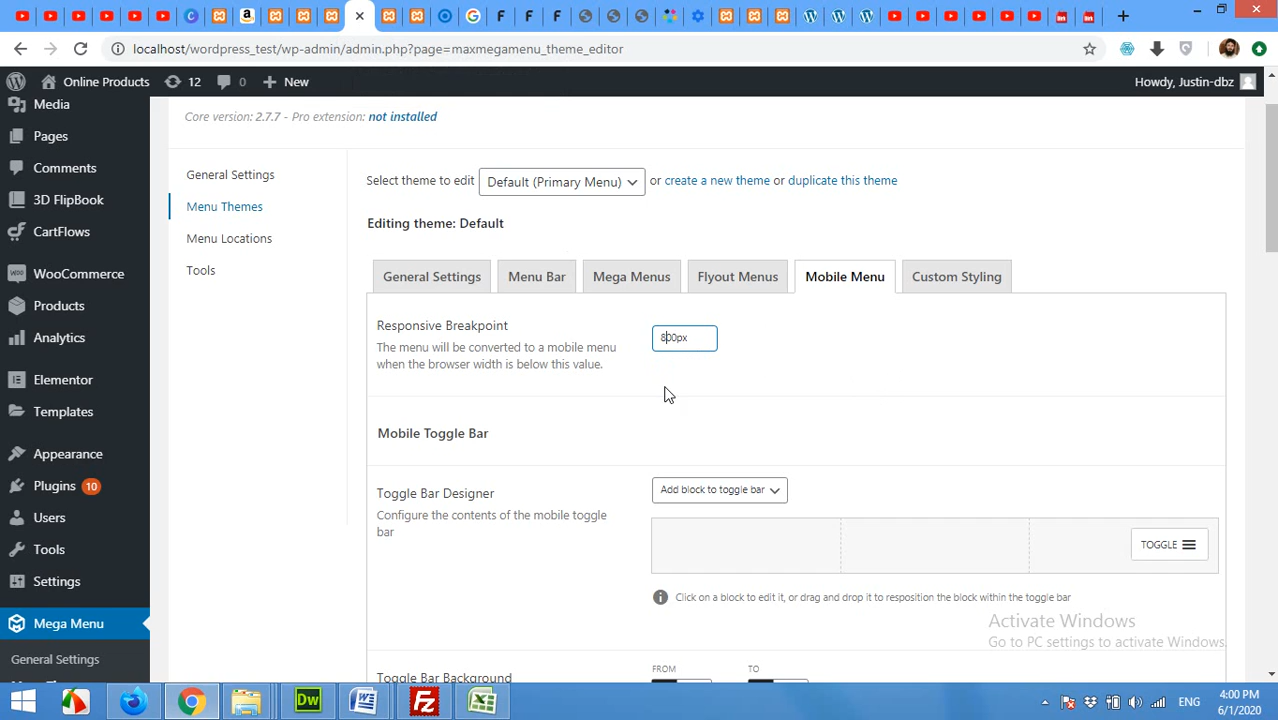 localhost/wordpress_test/wp-admin/admin.php?page=maxmegamenu_theme_editor
Online Products 12 0 New Howdy, Justin-dbz
Media
Pages
Comments
3D FlipBook
CartFlows
WooCommerce
Products
Analytics
Elementor
Templates
Appearance
Plugins 10
Users
Tools
Settings
Mega Menu
General Settings
Core version: 2.7.7 - Pro extension: not installed
General Settings
Menu Themes
Menu Locations
Tools
Select theme to edit Default (Primary Menu) or create a new theme or duplicate this theme
Editing theme: Default
General Settings Menu Bar Mega Menus Flyout Menus Mobile Menu Custom Styling
Responsive Breakpoint
The menu will be converted to a mobile menu
when the browser width is below this value.
800px
Mobile Toggle Bar
Toggle Bar Designer
Configure the contents of the mobile toggle
bar
Add block to toggle bar
TOGGLE
Click on a block to edit it, or drag and drop it to resposition the block within the toggle bar
Toggle Bar Background
FROM TO
Activate Windows
Go to PC settings to activate Windows.
Dw
ENG
4:00 PM
6/1/2020